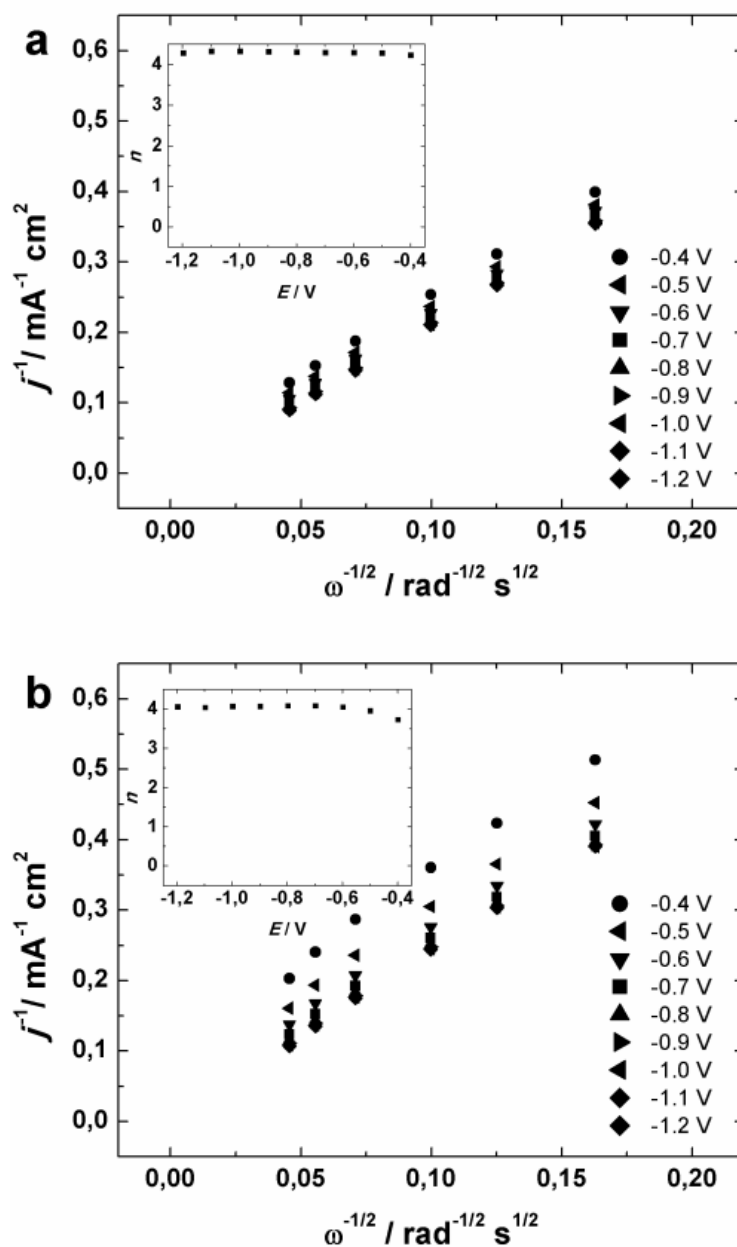 a
0,6
0,5
0,4
0,3
0,2
0,1
0,0
j⁻¹/ mA⁻¹ cm²
4
3
2
1
0
n
-1,2 -1,0 -0,8 -0,6 -0,4
E / V
-0.4 V
-0.5 V
-0.6 V
-0.7 V
-0.8 V
-0.9 V
-1.0 V
-1.1 V
-1.2 V
0,00 0,05 0,10 0,15 0,20
ω⁻¹/² / rad⁻¹/² s¹/²
b
0,6
0,5
0,4
0,3
0,2
0,1
0,0
j⁻¹/ mA⁻¹ cm²
4
3
2
1
0
n
-1,2 -1,0 -0,8 -0,6 -0,4
E / V
-0.4 V
-0.5 V
-0.6 V
-0.7 V
-0.8 V
-0.9 V
-1.0 V
-1.1 V
-1.2 V
0,00 0,05 0,10 0,15 0,20
ω⁻¹/² / rad⁻¹/² s¹/²